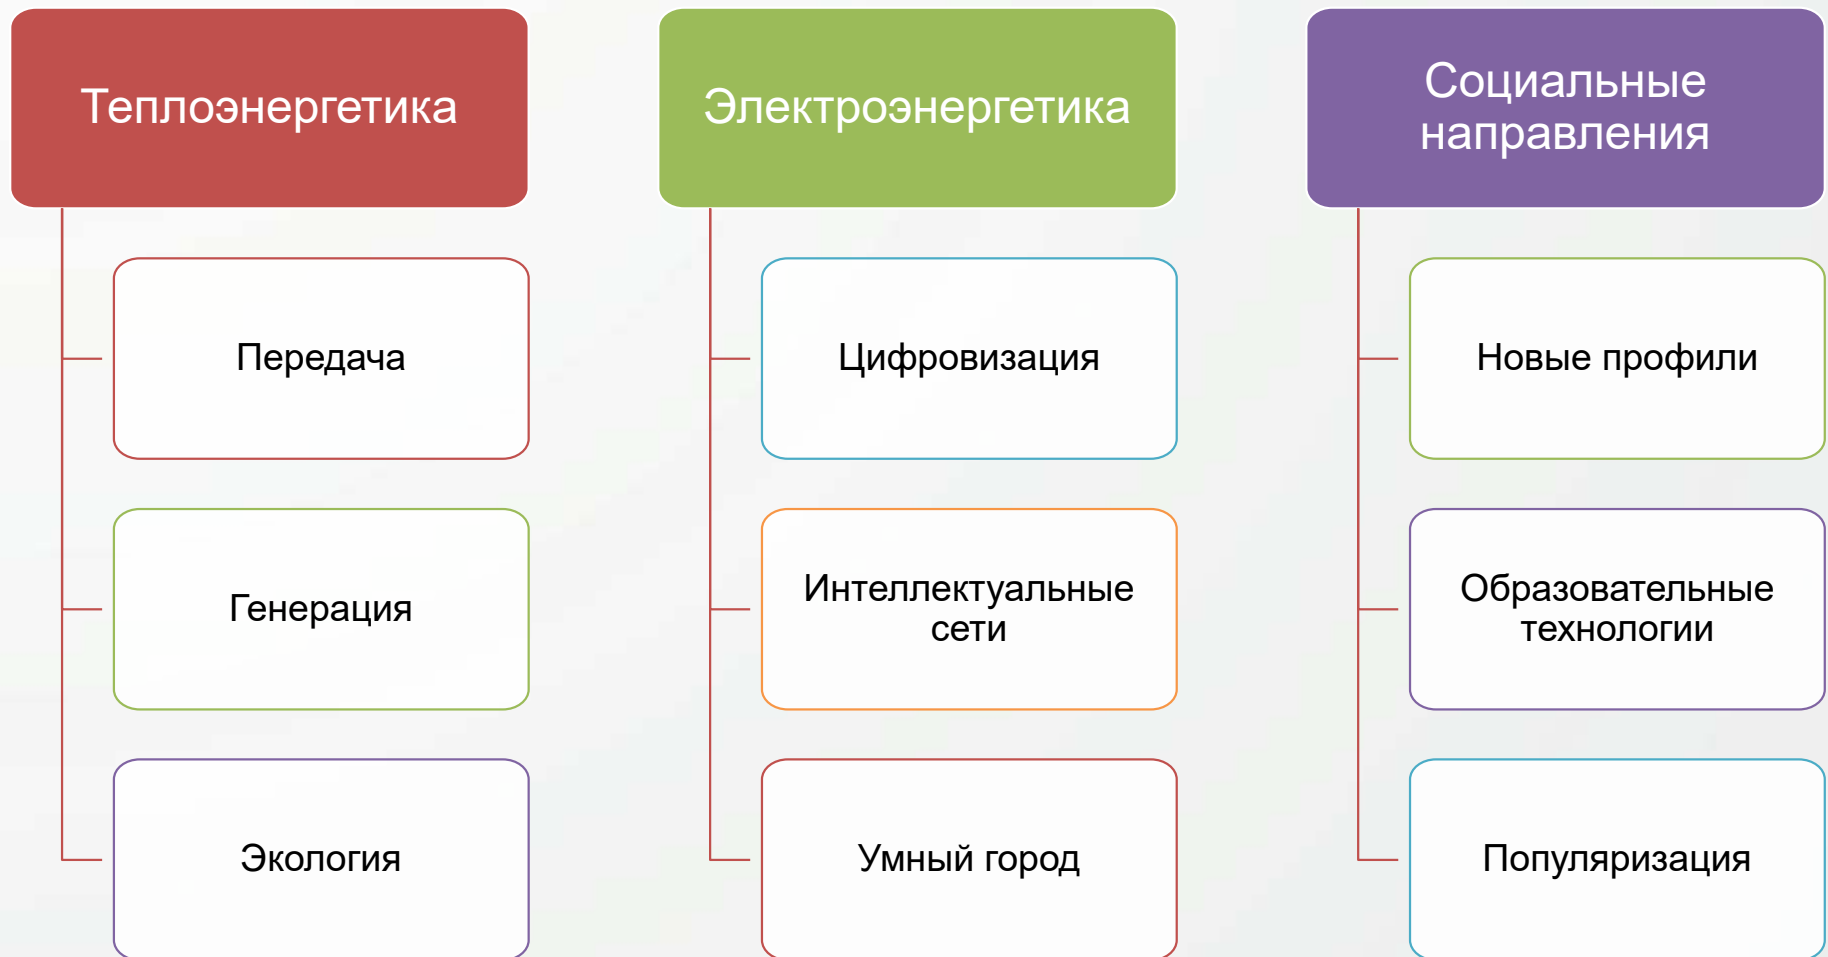 Теплоэнергетика
Передача
Генерация
Экология
Электроэнергетика
Цифровизация
Интеллектуальные
сети
Умный город
Социальные
направления
Новые профили
Образовательные
технологии
Популяризация